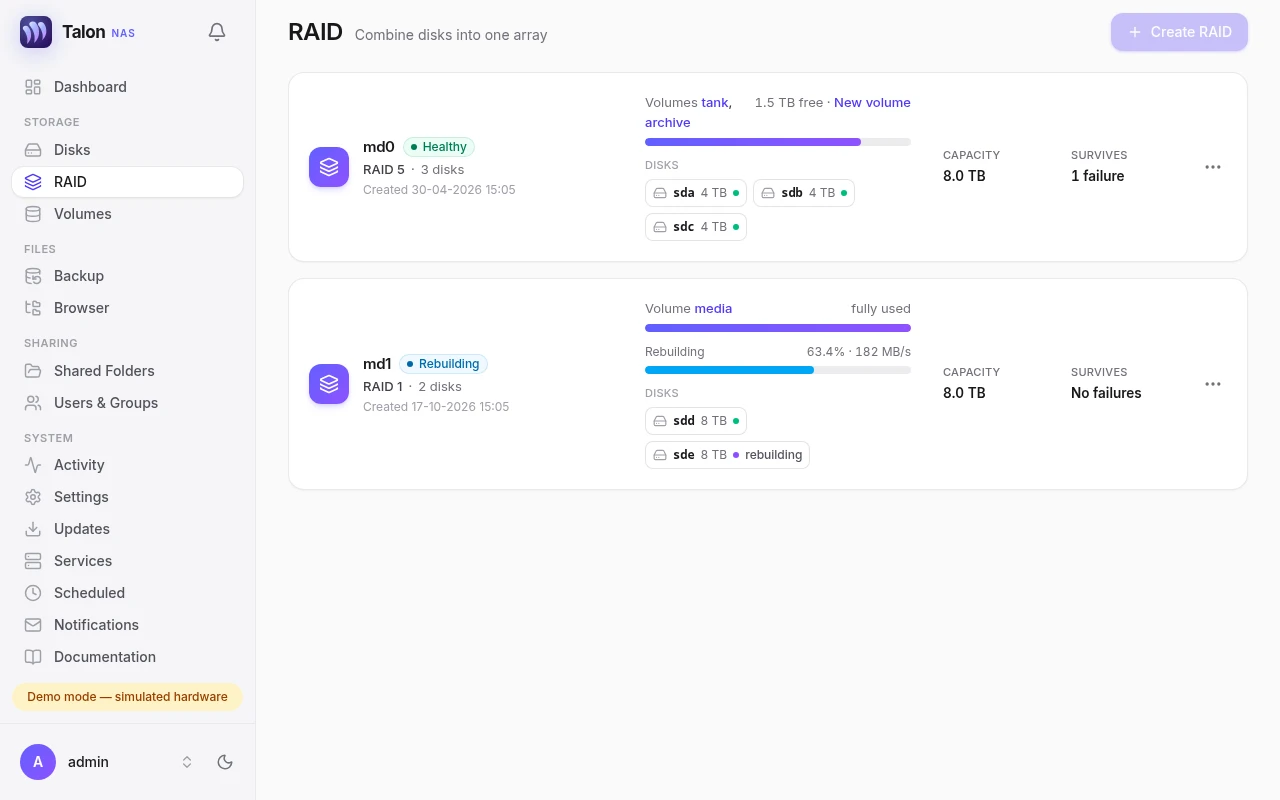 Talon NAS
Dashboard
STORAGE
Disks
RAID
Volumes
FILES
Backup
Browser
SHARING
Shared Folders
Users & Groups
SYSTEM
Activity
Settings
Updates
Services
Scheduled
Notifications
Documentation
Demo mode — simulated hardware
A admin
RAID Combine disks into one array
Create RAID
md0 Healthy
RAID 5 · 3 disks
Created 30-04-2026 15:05
Volumes tank, 1.5 TB free · New volume
archive
DISKS
sda 4 TB sdb 4 TB
sdc 4 TB
CAPACITY
8.0 TB
SURVIVES
1 failure
md1 Rebuilding
RAID 1 · 2 disks
Created 17-10-2026 15:05
Volume media fully used
Rebuilding 63.4% · 182 MB/s
DISKS
sdd 8 TB
sde 8 TB rebuilding
CAPACITY
8.0 TB
SURVIVES
No failures